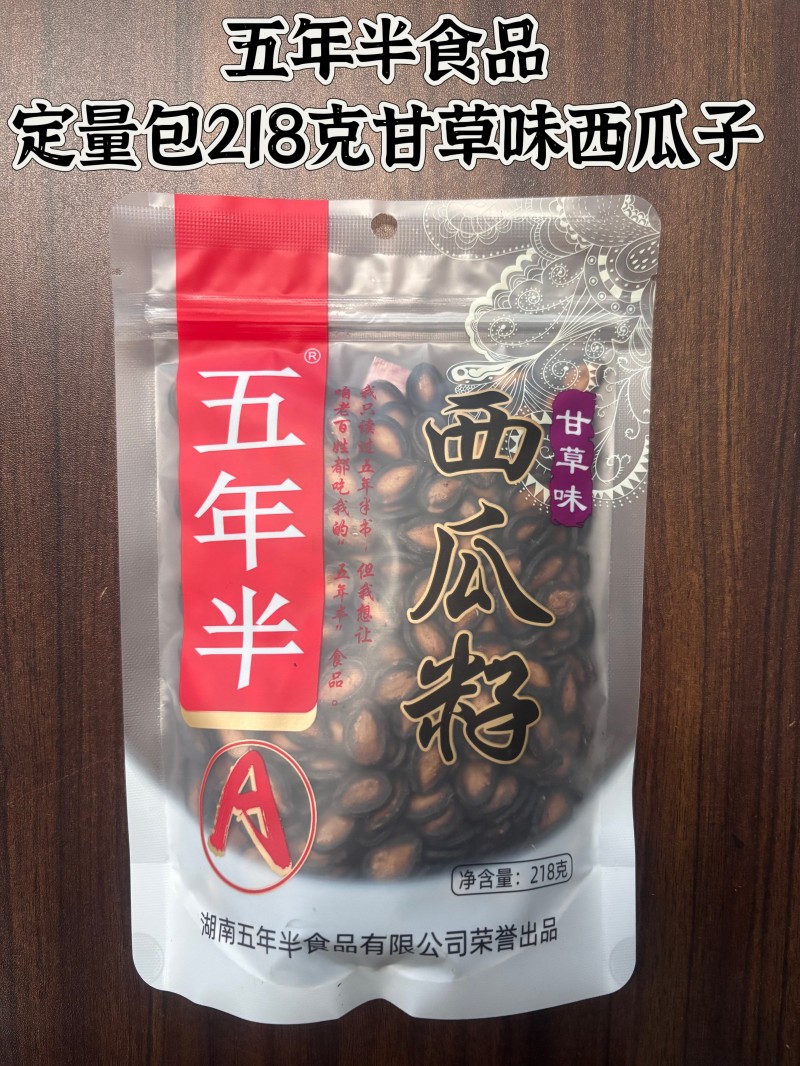 五年半食品
定量包218克甘草味西瓜子
五年半
®
我只读过五年半书，但我想让
咱老百姓都吃我的“五年半”食品。
西瓜籽
甘草味
A
净含量：218克
湖南五年半食品有限公司荣誉出品